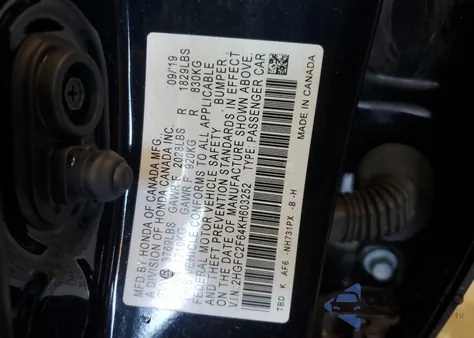 MFD BY HONDA OF CANADA MFG.
A DIVISION OF HONDA CANADA INC. 09/19
3759LBS GAWR F 2028LBS R 1829LBS
GAWR F 920KG R 830KG
THIS VEHICLE CONFORMS TO ALL APPLICABLE
FEDERAL MOTOR VEHICLE SAFETY, BUMPER,
AND THEFT PREVENTION STANDARDS IN EFFECT
ON THE DATE OF MANUFACTURE SHOWN ABOVE.
V.I.N.:2HGFC2F64KH603252 TYPE:PASSENGER CAR
TBD K AF6 -NH731PX -B -H
MADE IN CANADA